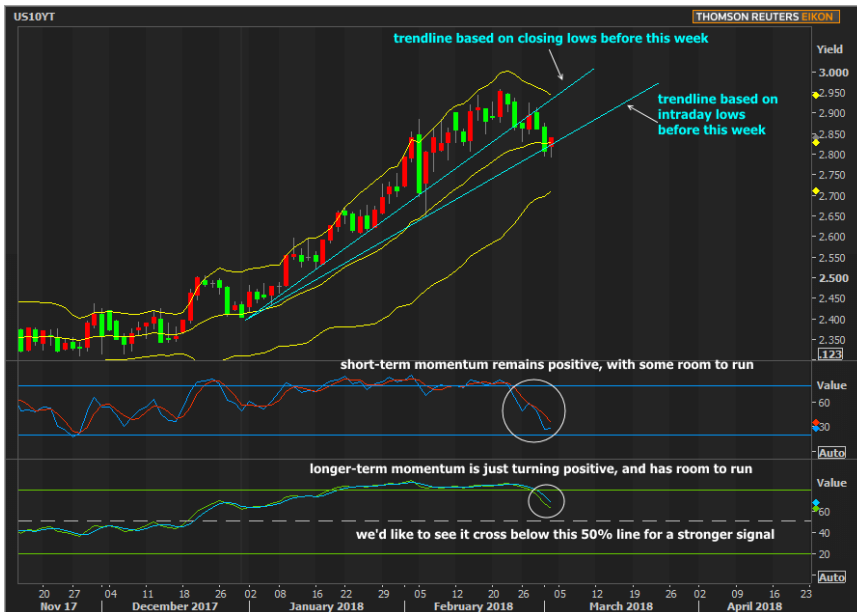 US10YT
THOMSON REUTERS EIKON
trendline based on closing lows before this week
Yield
3.000
2.950
trendline based on
intraday lows
before this week
2.900
2.850
2.800
2.750
2.700
2.650
2.600
2.550
2.500
2.450
2.400
2.350
.123
short-term momentum remains positive, with some room to run
Value
60
30
Auto
longer-term momentum is just turning positive, and has room to run
Value
60
we'd like to see it cross below this 50% line for a stronger signal
40
20
Auto
20 27 04 11 18 26 02 08 16 22 29 05 12 20 26 05 12 19 26 02 09 16 23
Nov 17 December 2017 January 2018 February 2018 March 2018 April 2018